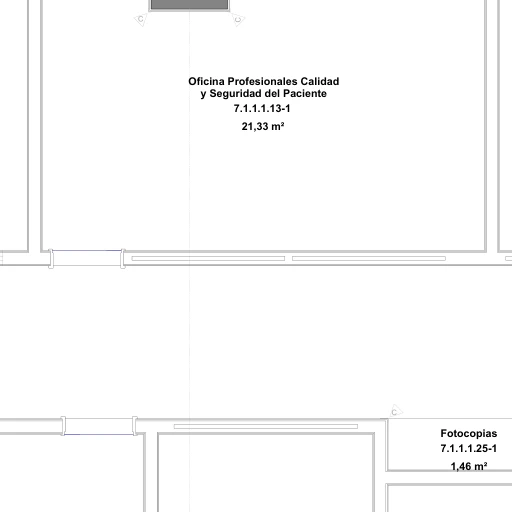 C
C
Oficina Profesionales Calidad
y Seguridad del Paciente
7.1.1.1.13-1
21,33 m²
C
Fotocopias
7.1.1.1.25-1
1,46 m²